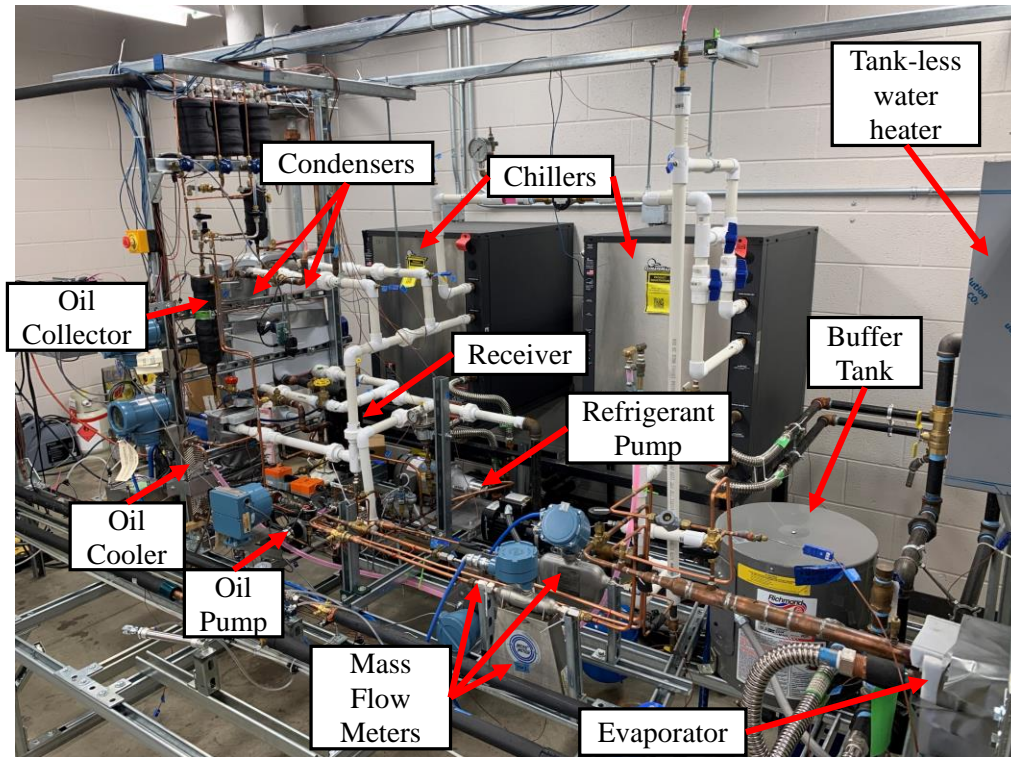 Tank-less
water
heater
Condensers
Chillers
Oil
Collector
Receiver
Buffer
Tank
Refrigerant
Pump
Oil
Cooler
Oil
Pump
Mass
Flow
Meters
Evaporator
Richmond